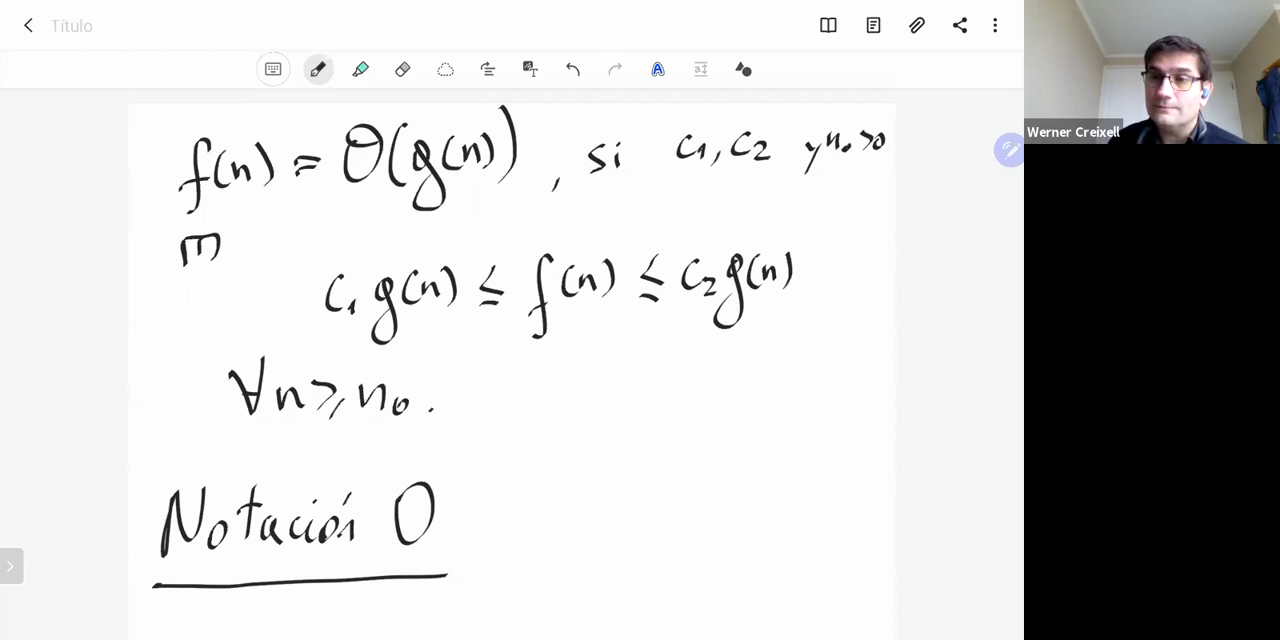 Título
Werner Creixell
f(n) = Θ(g(n)), si c1, c2 y n0 > 0
∃
c1 g(n) ≤ f(n) ≤ c2 g(n)
∀n ≥ n0.
Notación O